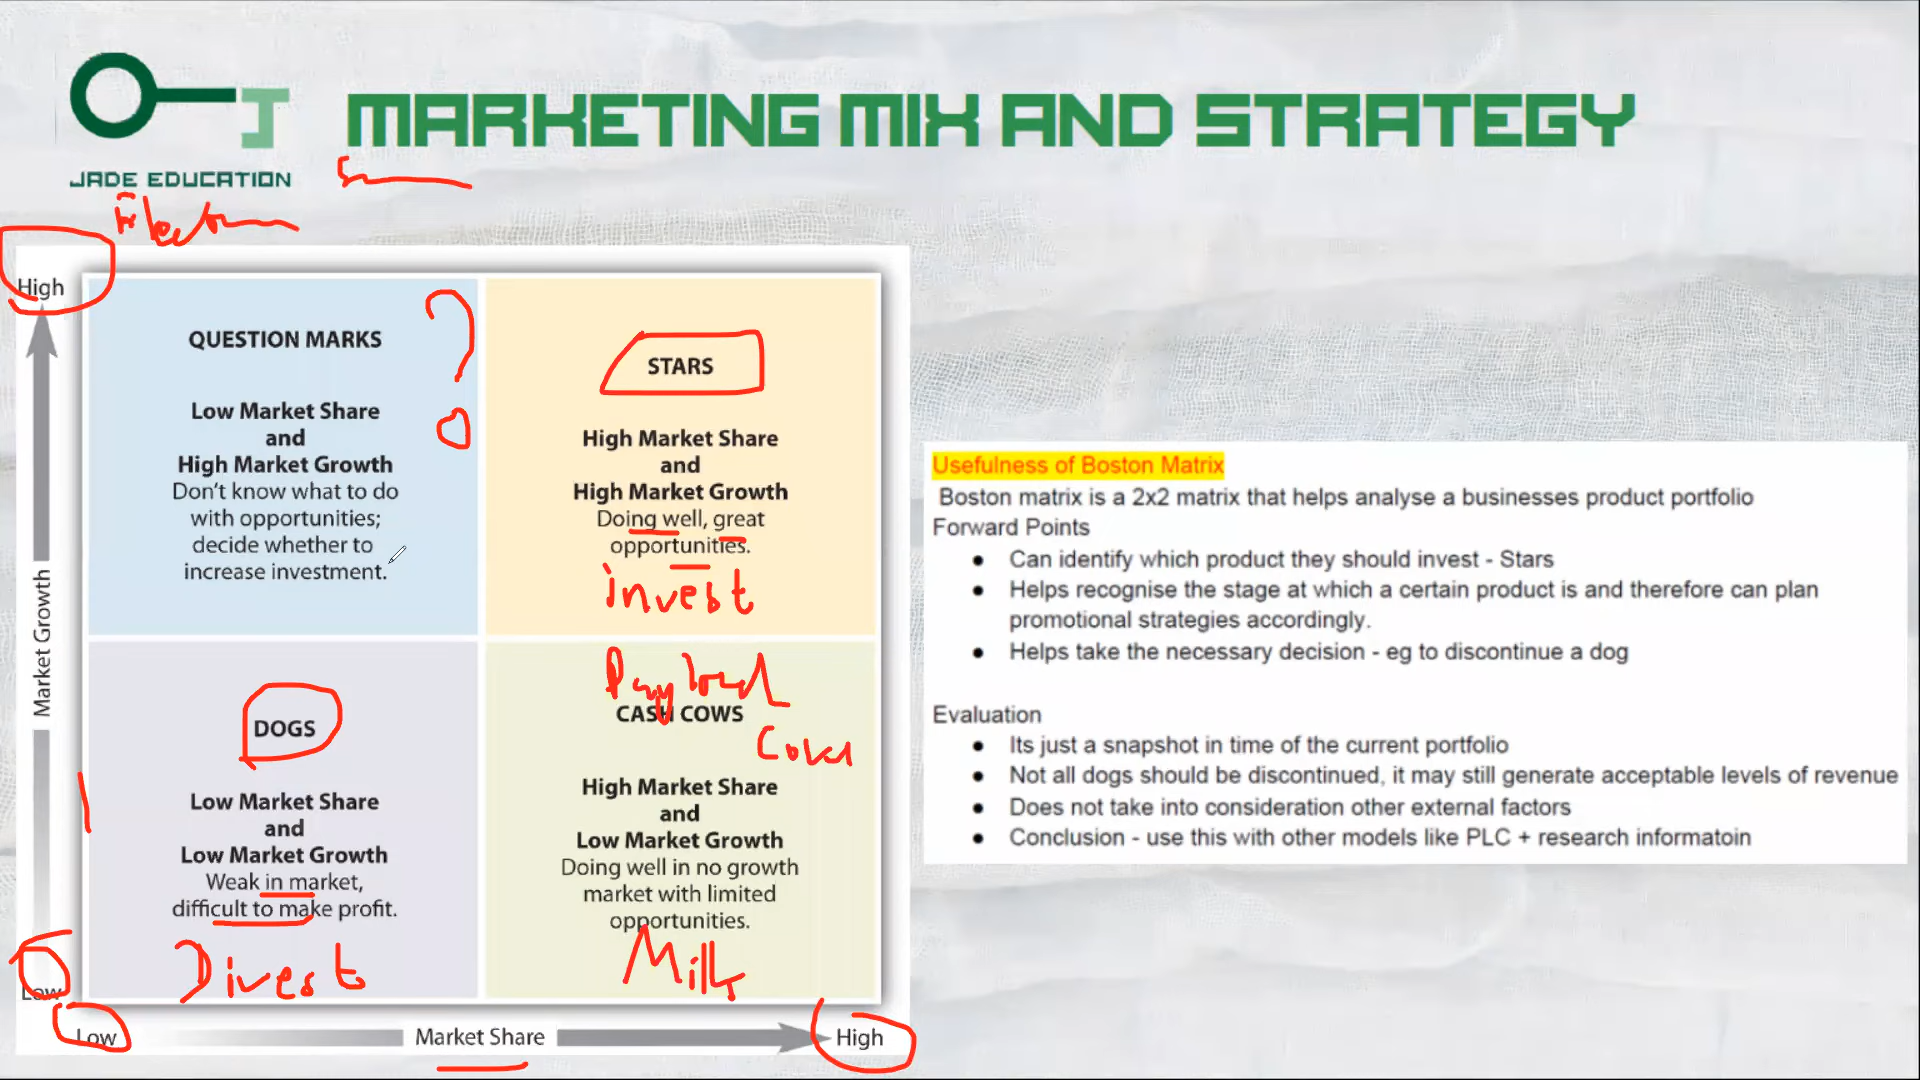 MARKETING MIX AND STRATEGY
JADE EDUCATION
High
QUESTION MARKS
Low Market Share
and
High Market Growth
Don't know what to do
with opportunities;
decide whether to
increase investment.
?
STARS
High Market Share
and
High Market Growth
Doing well, great
opportunities.
invest
Market Growth
DOGS
Low Market Share
and
Low Market Growth
Weak in market,
difficult to make profit.
Divest
CASH COWS
High Market Share
and
Low Market Growth
Doing well in no growth
market with limited
opportunities.
Milk
Low
Low
Market Share
High
Usefulness of Boston Matrix
Boston matrix is a 2x2 matrix that helps analyse a businesses product portfolio
Forward Points
● Can identify which product they should invest - Stars
● Helps recognise the stage at which a certain product is and therefore can plan
promotional strategies accordingly.
● Helps take the necessary decision - eg to discontinue a dog
Evaluation
● Its just a snapshot in time of the current portfolio
● Not all dogs should be discontinued, it may still generate acceptable levels of revenue
● Does not take into consideration other external factors
● Conclusion - use this with other models like PLC + research informatoin